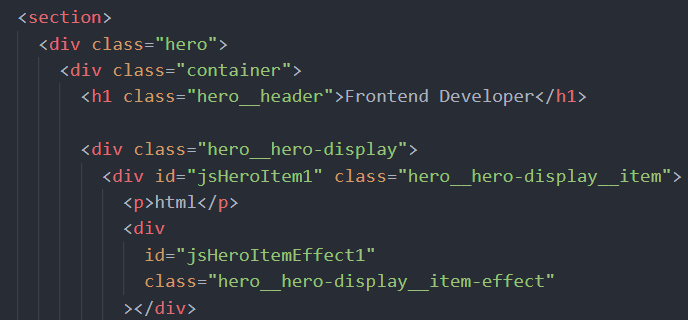 <section>
<div class="hero">
<div class="container">
<h1 class="hero__header">Frontend Developer</h1>
<div class="hero__hero-display">
<div id="jsHeroItem1" class="hero__hero-display__item">
<p>html</p>
<div
id="jsHeroItemEffect1"
class="hero__hero-display__item-effect"
></div>